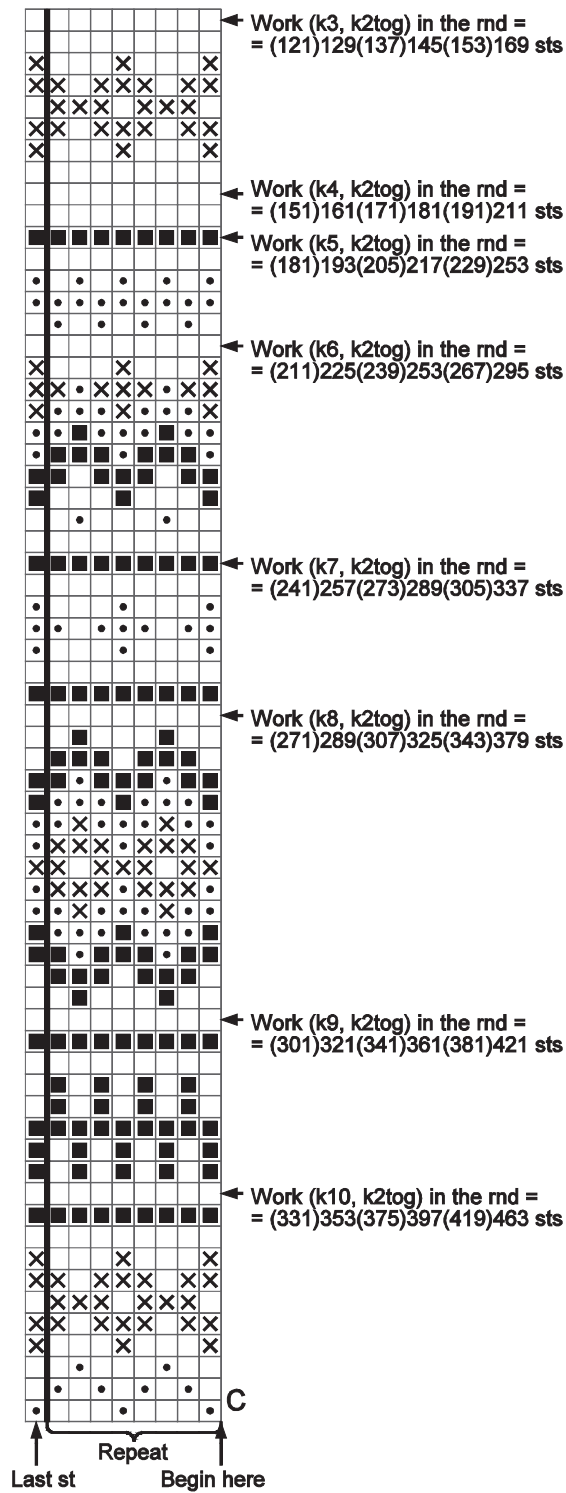 Work (k3, k2tog) in the rnd =
= (121)129(137)145(153)169 sts
Work (k4, k2tog) in the rnd =
= (151)161(171)181(191)211 sts
Work (k5, k2tog) in the rnd =
= (181)193(205)217(229)253 sts
Work (k6, k2tog) in the rnd =
= (211)225(239)253(267)295 sts
Work (k7, k2tog) in the rnd =
= (241)257(273)289(305)337 sts
Work (k8, k2tog) in the rnd =
= (271)289(307)325(343)379 sts
Work (k9, k2tog) in the rnd =
= (301)321(341)361(381)421 sts
Work (k10, k2tog) in the rnd =
= (331)353(375)397(419)463 sts
C
Repeat
Last st Begin here